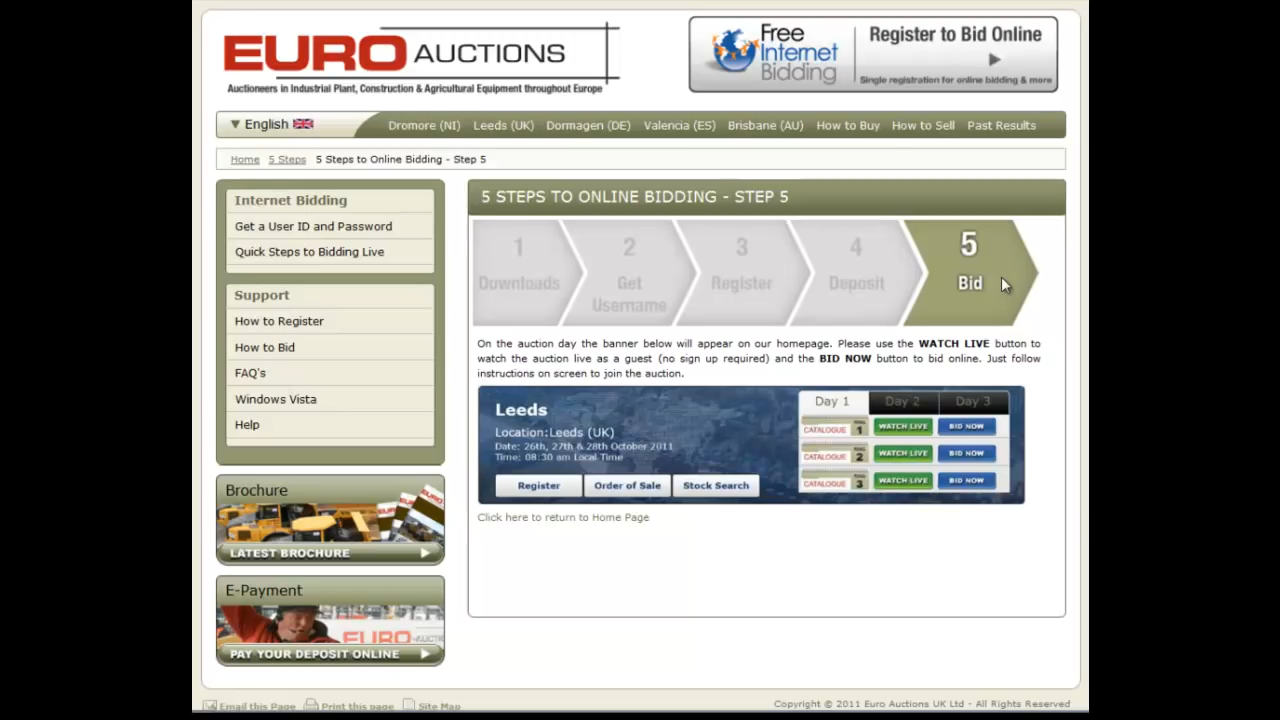 EURO AUCTIONS
Auctioneers in Industrial Plant, Construction & Agricultural Equipment throughout Europe
Free Internet Bidding
Register to Bid Online
Single registration for online bidding & more
English
Dromore (NI) Leeds (UK) Dormagen (DE) Valencia (ES) Brisbane (AU) How to Buy How to Sell Past Results
Home 5 Steps 5 Steps to Online Bidding - Step 5
Internet Bidding
Get a User ID and Password
Quick Steps to Bidding Live
Support
How to Register
How to Bid
FAQ's
Windows Vista
Help
Brochure
LATEST BROCHURE
E-Payment
EURO
PAY YOUR DEPOSIT ONLINE
5 STEPS TO ONLINE BIDDING - STEP 5
1 2 3 4 5
Downloads Get Username Register Deposit Bid
On the auction day the banner below will appear on our homepage. Please use the WATCH LIVE button to
watch the auction live as a guest (no sign up required) and the BID NOW button to bid online. Just follow
instructions on screen to join the auction.
Leeds
Location:Leeds (UK)
Date: 26th, 27th & 28th October 2011
Time: 08:30 am Local Time
Register Order of Sale Stock Search
Day 1 Day 2 Day 3
CATALOGUE 1 WATCH LIVE BID NOW
CATALOGUE 2 WATCH LIVE BID NOW
CATALOGUE 3 WATCH LIVE BID NOW
Click here to return to Home Page
Email this Page Print this page Site Map
Copyright © 2011 Euro Auctions UK Ltd - All Rights Reserved